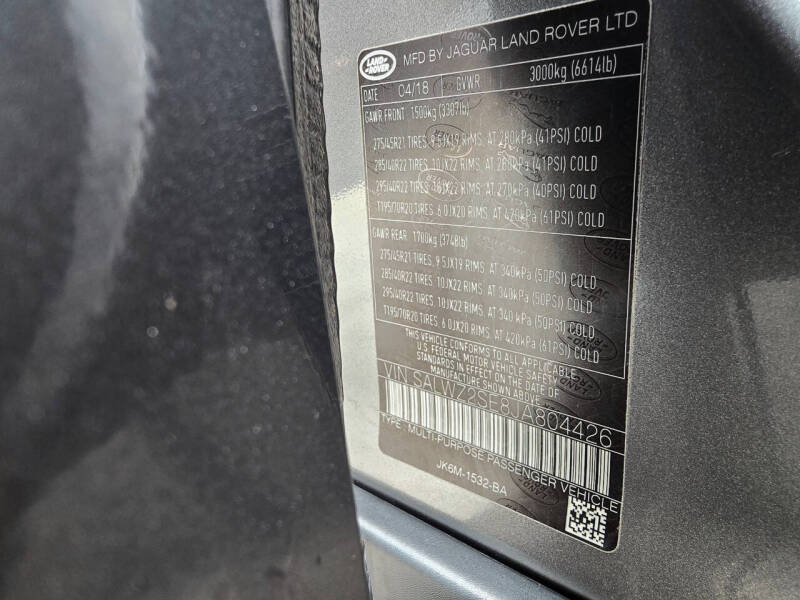 LAND ROVER
MFD BY JAGUAR LAND ROVER LTD
DATE 04/18 GVWR 3000kg (6614lb)
GAWR FRONT 1500kg (3307lb)
275/45R21 TIRES. 9.5JX19 RIMS. AT 280kPa (41PSI) COLD
285/40R22 TIRES. 10JX22 RIMS. AT 280kPa (41PSI) COLD
295/40R22 TIRES. 10JX22 RIMS. AT 270kPa (40PSI) COLD
T195/70R20 TIRES. 6.0JX20 RIMS. AT 420kPa (61PSI) COLD
GAWR REAR 1700kg (3748lb)
275/45R21 TIRES. 9.5JX19 RIMS. AT 340kPa (50PSI) COLD
285/40R22 TIRES. 10JX22 RIMS. AT 340kPa (50PSI) COLD
295/40R22 TIRES. 10JX22 RIMS. AT 340kPa (50PSI) COLD
T195/70R20 TIRES. 6.0JX20 RIMS. AT 420kPa (61PSI) COLD
THIS VEHICLE CONFORMS TO ALL APPLICABLE
U.S. FEDERAL MOTOR VEHICLE SAFETY
STANDARDS IN EFFECT ON THE DATE OF
MANUFACTURE SHOWN ABOVE
VIN SALWZ2SE8JA804426
TYPE: MULTI-PURPOSE PASSENGER VEHICLE
JK6M-1532-BA